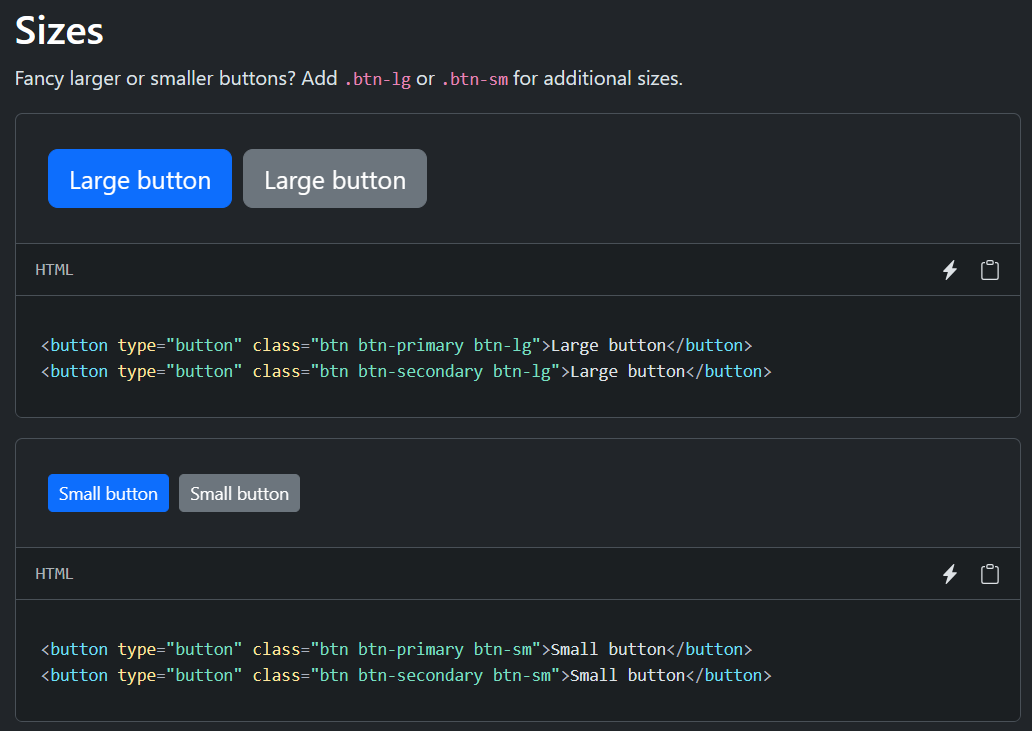 Sizes
Fancy larger or smaller buttons? Add .btn-lg or .btn-sm for additional sizes.
Large button Large button
HTML
<button type="button" class="btn btn-primary btn-lg">Large button</button>
<button type="button" class="btn btn-secondary btn-lg">Large button</button>
Small button Small button
HTML
<button type="button" class="btn btn-primary btn-sm">Small button</button>
<button type="button" class="btn btn-secondary btn-sm">Small button</button>